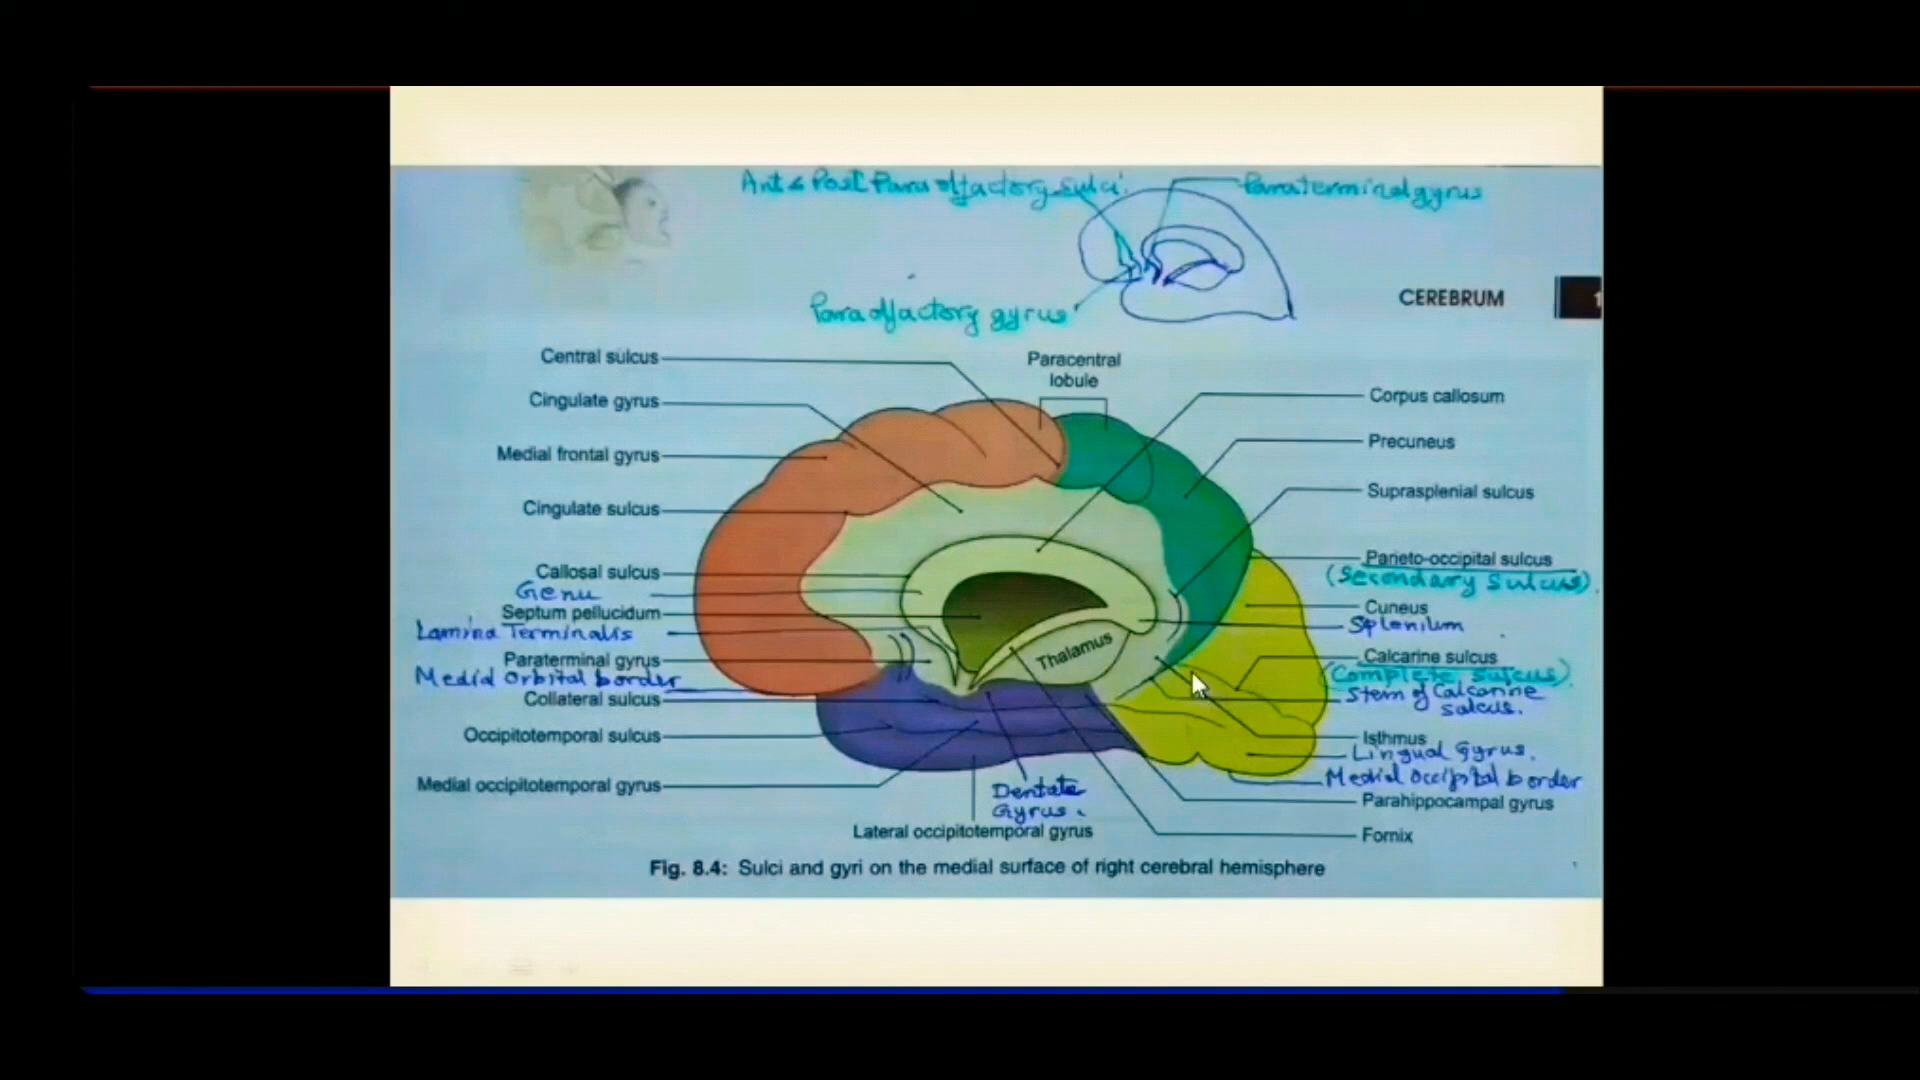 Ant & Post Para olfactory sulci.
Paraterminal gyrus
CEREBRUM
Para olfactory gyrus
Central sulcus
Paracentral
lobule
Cingulate gyrus
Corpus callosum
Medial frontal gyrus
Precuneus
Cingulate sulcus
Suprasplenial sulcus
Callosal sulcus
Parieto-occipital sulcus
(Secondary Sulcus).
Genu
Septum pellucidum
Cuneus
Lamina Terminalis
Splenium
Paraterminal gyrus
Thalamus
Calcarine sulcus
Medial Orbital border
(Complete sulcus).
Collateral sulcus
Stem of Calcarine
sulcus.
Occipitotemporal sulcus
Isthmus
Lingual Gyrus.
Medial occipitotemporal gyrus
Dentate
Gyrus.
Medial Occipital border
Parahippocampal gyrus
Lateral occipitotemporal gyrus
Fornix
Fig. 8.4: Sulci and gyri on the medial surface of right cerebral hemisphere